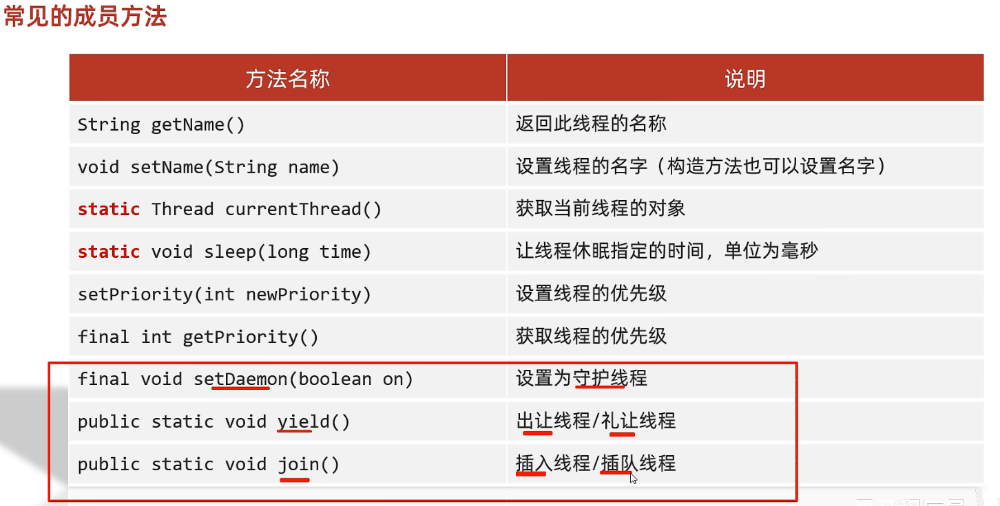 常见的成员方法
方法名称 说明
String getName() 返回此线程的名称
void setName(String name) 设置线程的名字（构造方法也可以设置名字）
static Thread currentThread() 获取当前线程的对象
static void sleep(long time) 让线程休眠指定的时间，单位为毫秒
setPriority(int newPriority) 设置线程的优先级
final int getPriority() 获取线程的优先级
final void setDaemon(boolean on) 设置为守护线程
public static void yield() 出让线程/礼让线程
public static void join() 插入线程/插队线程